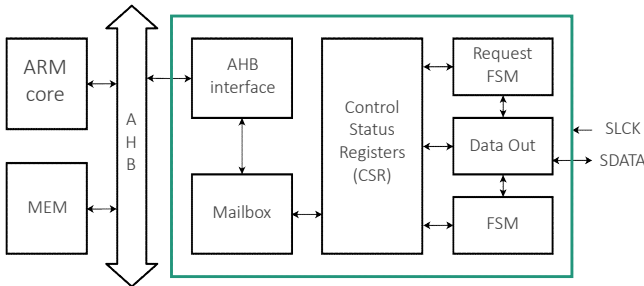 ARM
core
MEM
A
H
B
AHB
interface
Mailbox
Control
Status
Registers
(CSR)
Request
FSM
Data Out
FSM
SLCK
SDATA